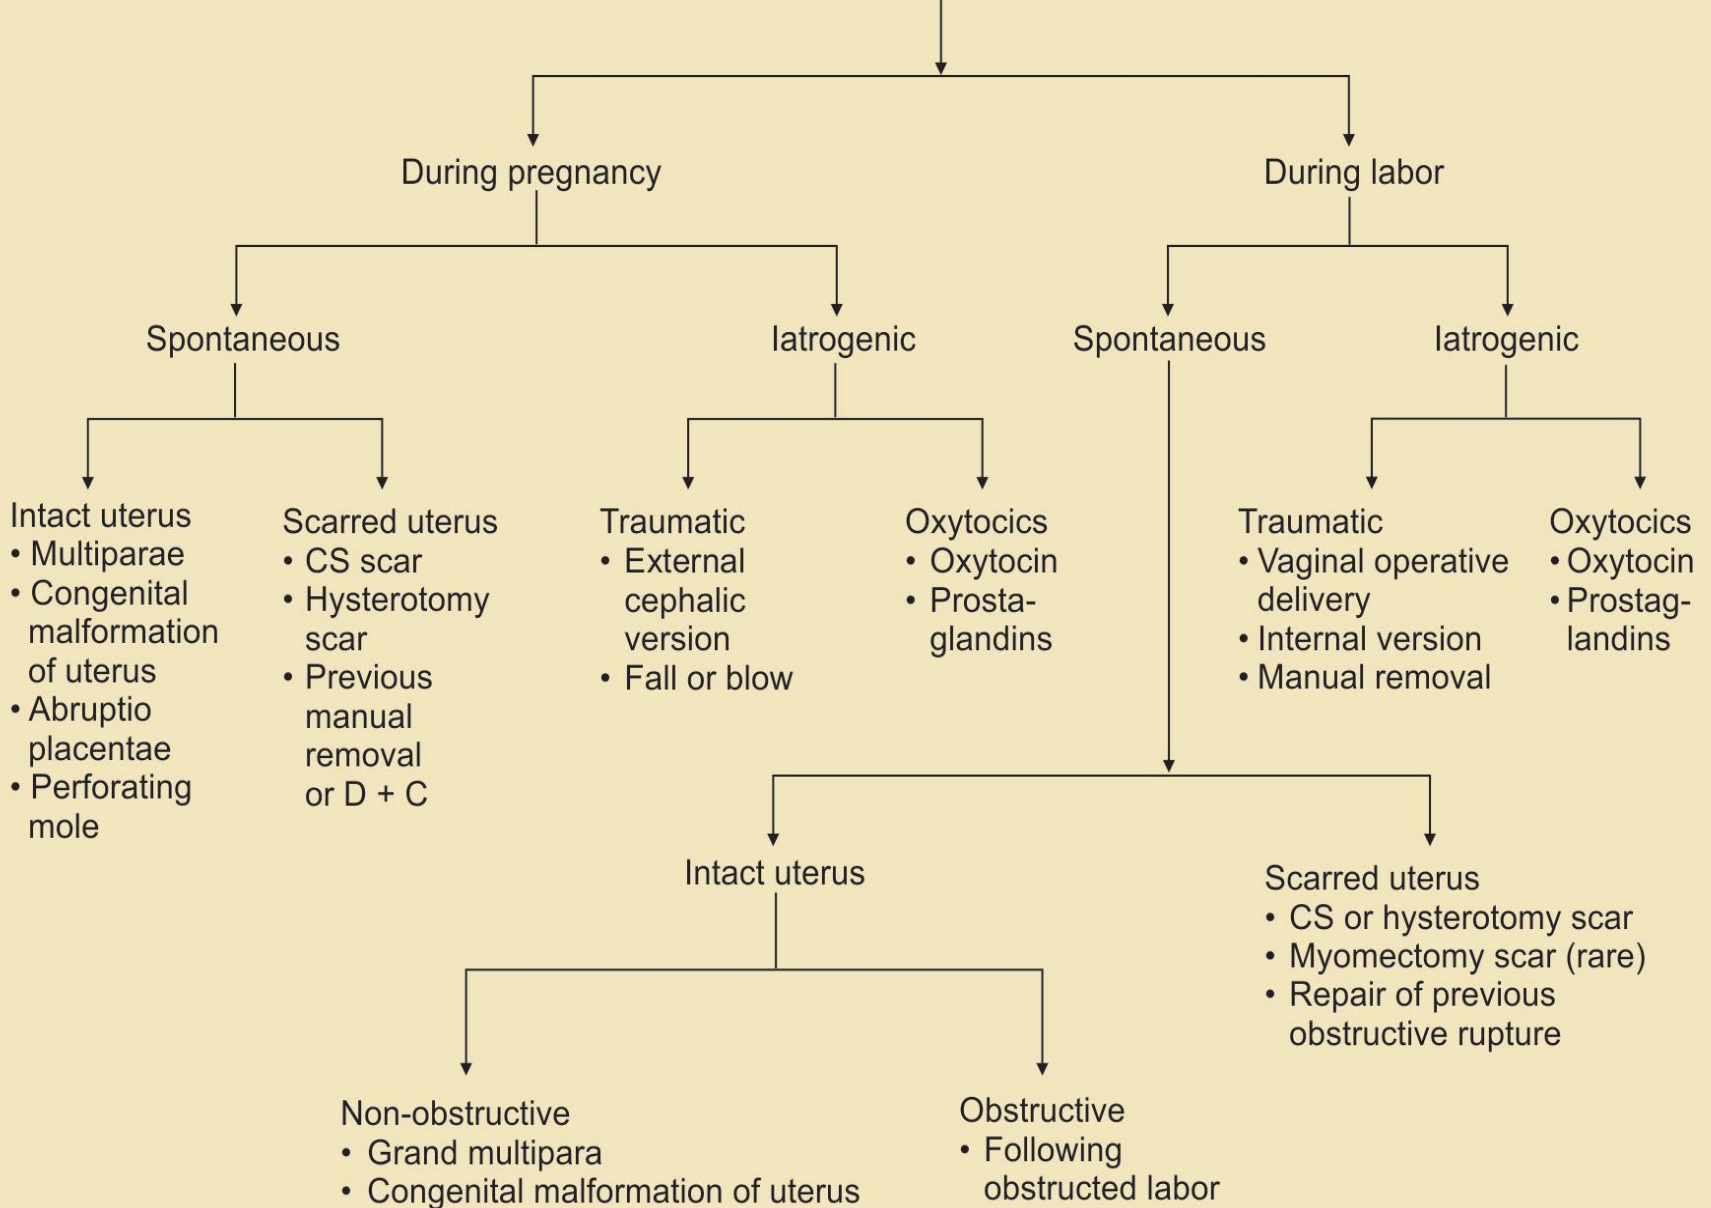 During pregnancy
During labor
Spontaneous
Iatrogenic
Spontaneous
Iatrogenic
Intact uterus
• Multiparae
• Congenital
malformation
of uterus
• Abruptio
placentae
• Perforating
mole
Scarred uterus
• CS scar
• Hysterotomy
scar
• Previous
manual
removal
or D + C
Traumatic
• External
cephalic
version
• Fall or blow
Oxytocics
• Oxytocin
• Prosta-
glandins
Traumatic
• Vaginal operative
delivery
• Internal version
• Manual removal
Oxytocics
• Oxytocin
• Prostag-
landins
Intact uterus
Scarred uterus
• CS or hysterotomy scar
• Myomectomy scar (rare)
• Repair of previous
obstructive rupture
Non-obstructive
• Grand multipara
• Congenital malformation of uterus
Obstructive
• Following
obstructed labor